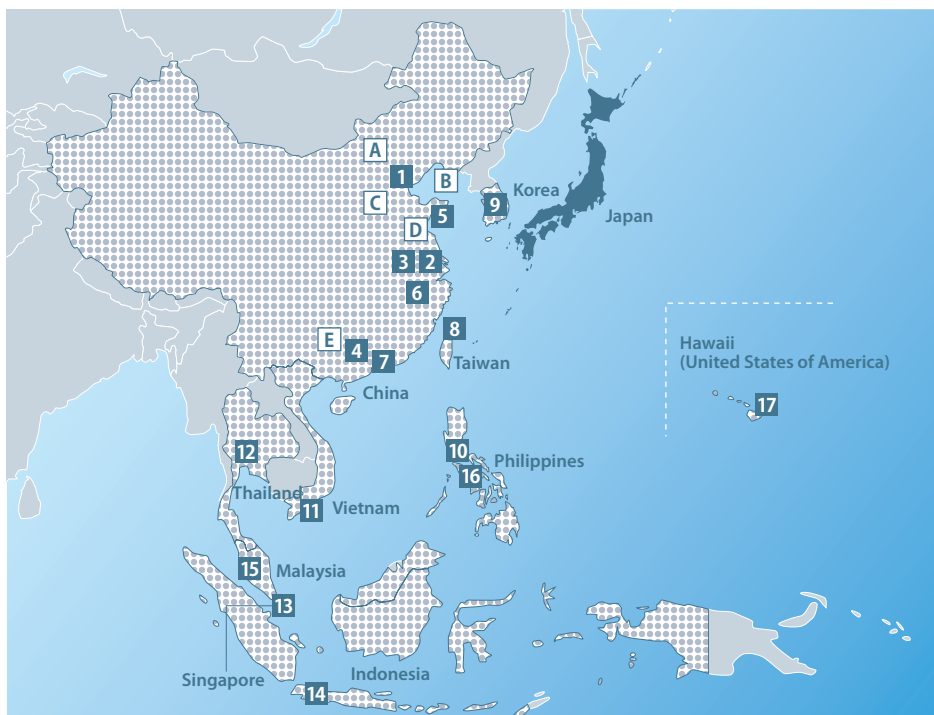 A
1
B
C
9
Korea
5
Japan
D
3
2
6
8
E
4
7
Taiwan
Hawaii
(United States of America)
China
17
12
10
Philippines
16
Thailand
11
Vietnam
15
Malaysia
13
Singapore
Indonesia
14